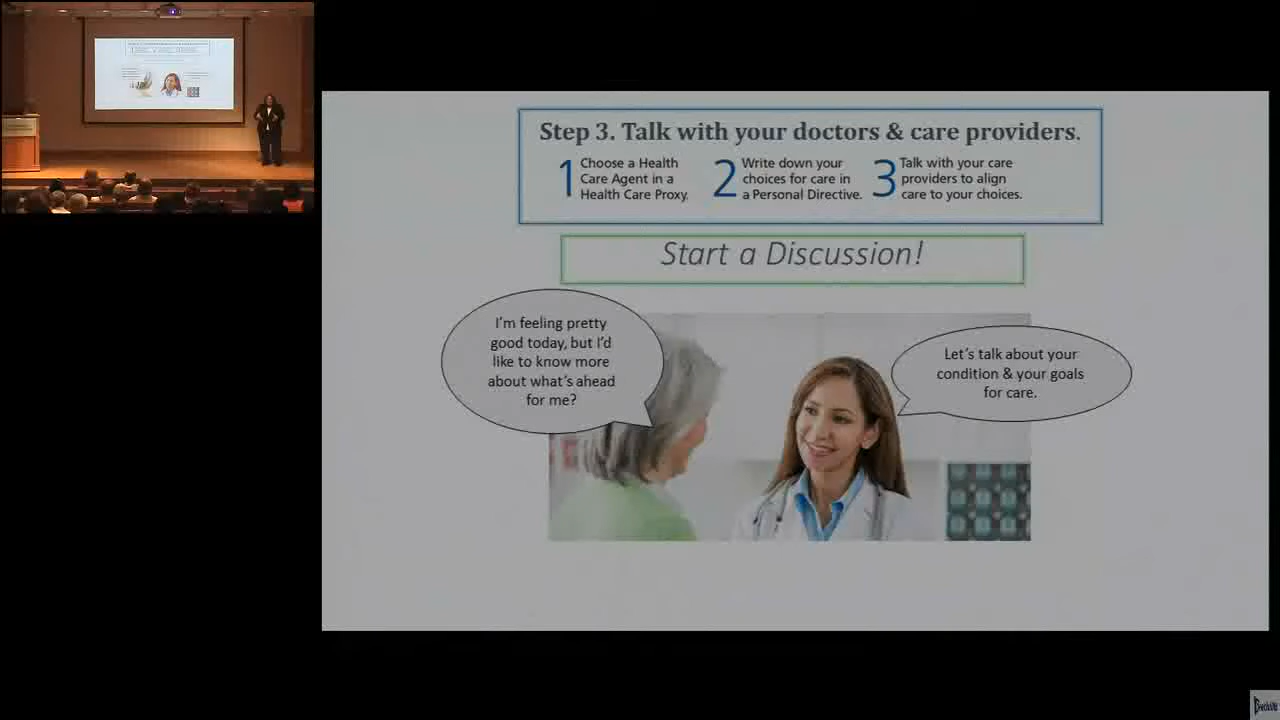 Step 3. Talk with your doctors & care providers.
1 Choose a Health
Care Agent in a
Health Care Proxy.
2 Write down your
choices for care in
a Personal Directive.
3 Talk with your care
providers to align
care to your choices.
Start a Discussion!
I'm feeling pretty
good today, but I'd
like to know more
about what's ahead
for me?
Let's talk about your
condition & your goals
for care.